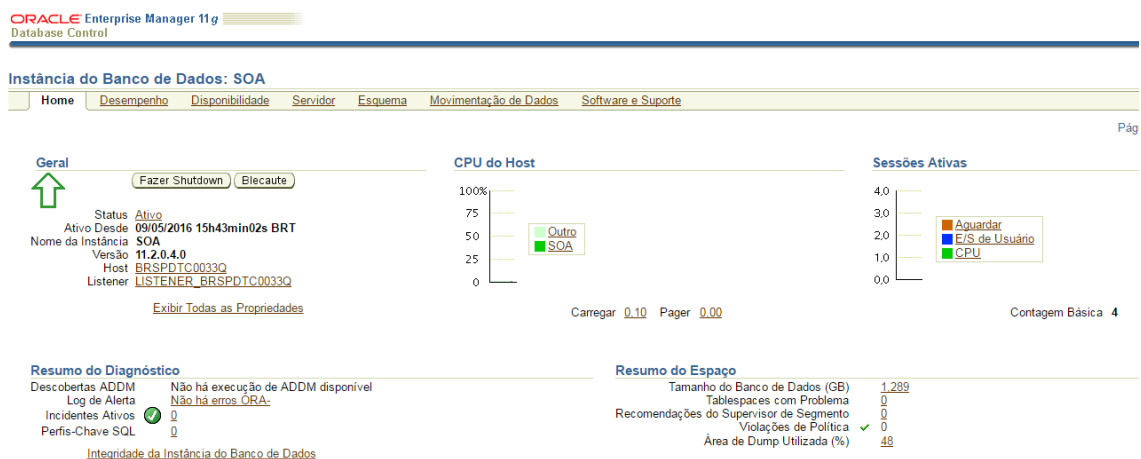 ORACLE Enterprise Manager 11g
Database Control
Instância do Banco de Dados: SOA
Home Desempenho Disponibilidade Servidor Esquema Movimentação de Dados Software e Suporte
Pág
Geral
Fazer Shutdown Blecaute
Status Ativo
Ativo Desde 09/05/2016 15h43min02s BRT
Nome da Instância SOA
Versão 11.2.0.4.0
Host BRSPDTC0033Q
Listener LISTENER_BRSPDTC0033Q
Exibir Todas as Propriedades
CPU do Host
100%
75
50
25
0
Outro
SOA
Carregar 0,10 Pager 0,00
Sessões Ativas
4,0
3,0
2,0
1,0
0,0
Aguardar
E/S de Usuário
CPU
Contagem Básica 4
Resumo do Diagnóstico
Descobertas ADDM Não há execução de ADDM disponível
Log de Alerta Não há erros ORA-
Incidentes Ativos 0
Perfis-Chave SQL 0
Integridade da Instância do Banco de Dados
Resumo do Espaço
Tamanho do Banco de Dados (GB) 1,289
Tablespaces com Problema 0
Recomendações do Supervisor de Segmento 0
Violações de Política 0
Área de Dump Utilizada (%) 48